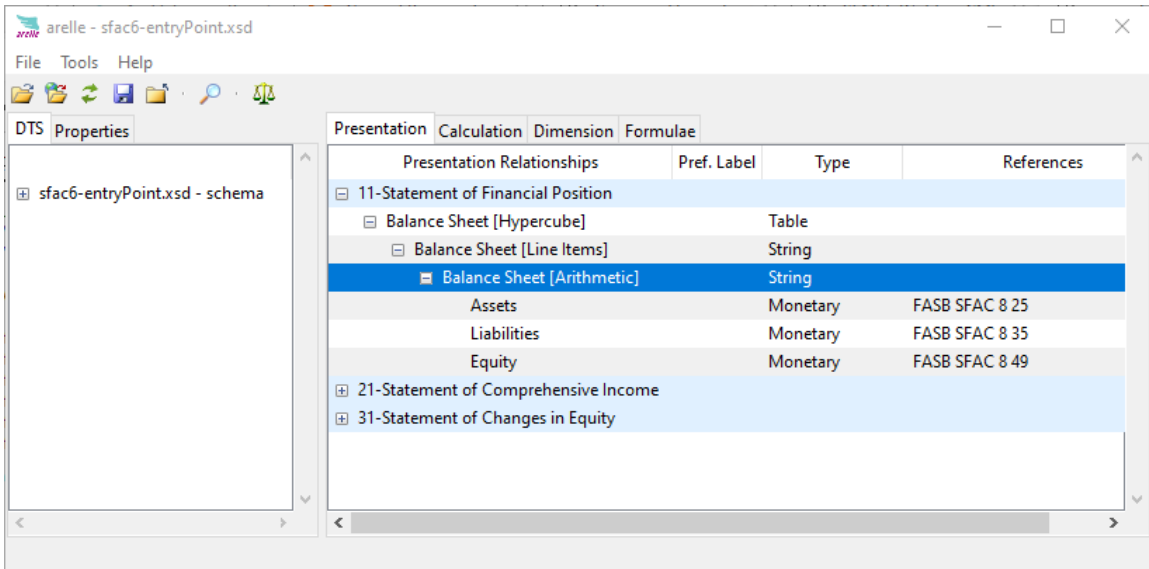 arelle arelle - sfac6-entryPoint.xsd
File Tools Help
DTS Properties
Presentation Calculation Dimension Formulae
Presentation Relationships Pref. Label Type References
sfac6-entryPoint.xsd - schema
11-Statement of Financial Position
Balance Sheet [Hypercube] Table
Balance Sheet [Line Items] String
Balance Sheet [Arithmetic] String
Assets Monetary FASB SFAC 8 25
Liabilities Monetary FASB SFAC 8 35
Equity Monetary FASB SFAC 8 49
21-Statement of Comprehensive Income
31-Statement of Changes in Equity